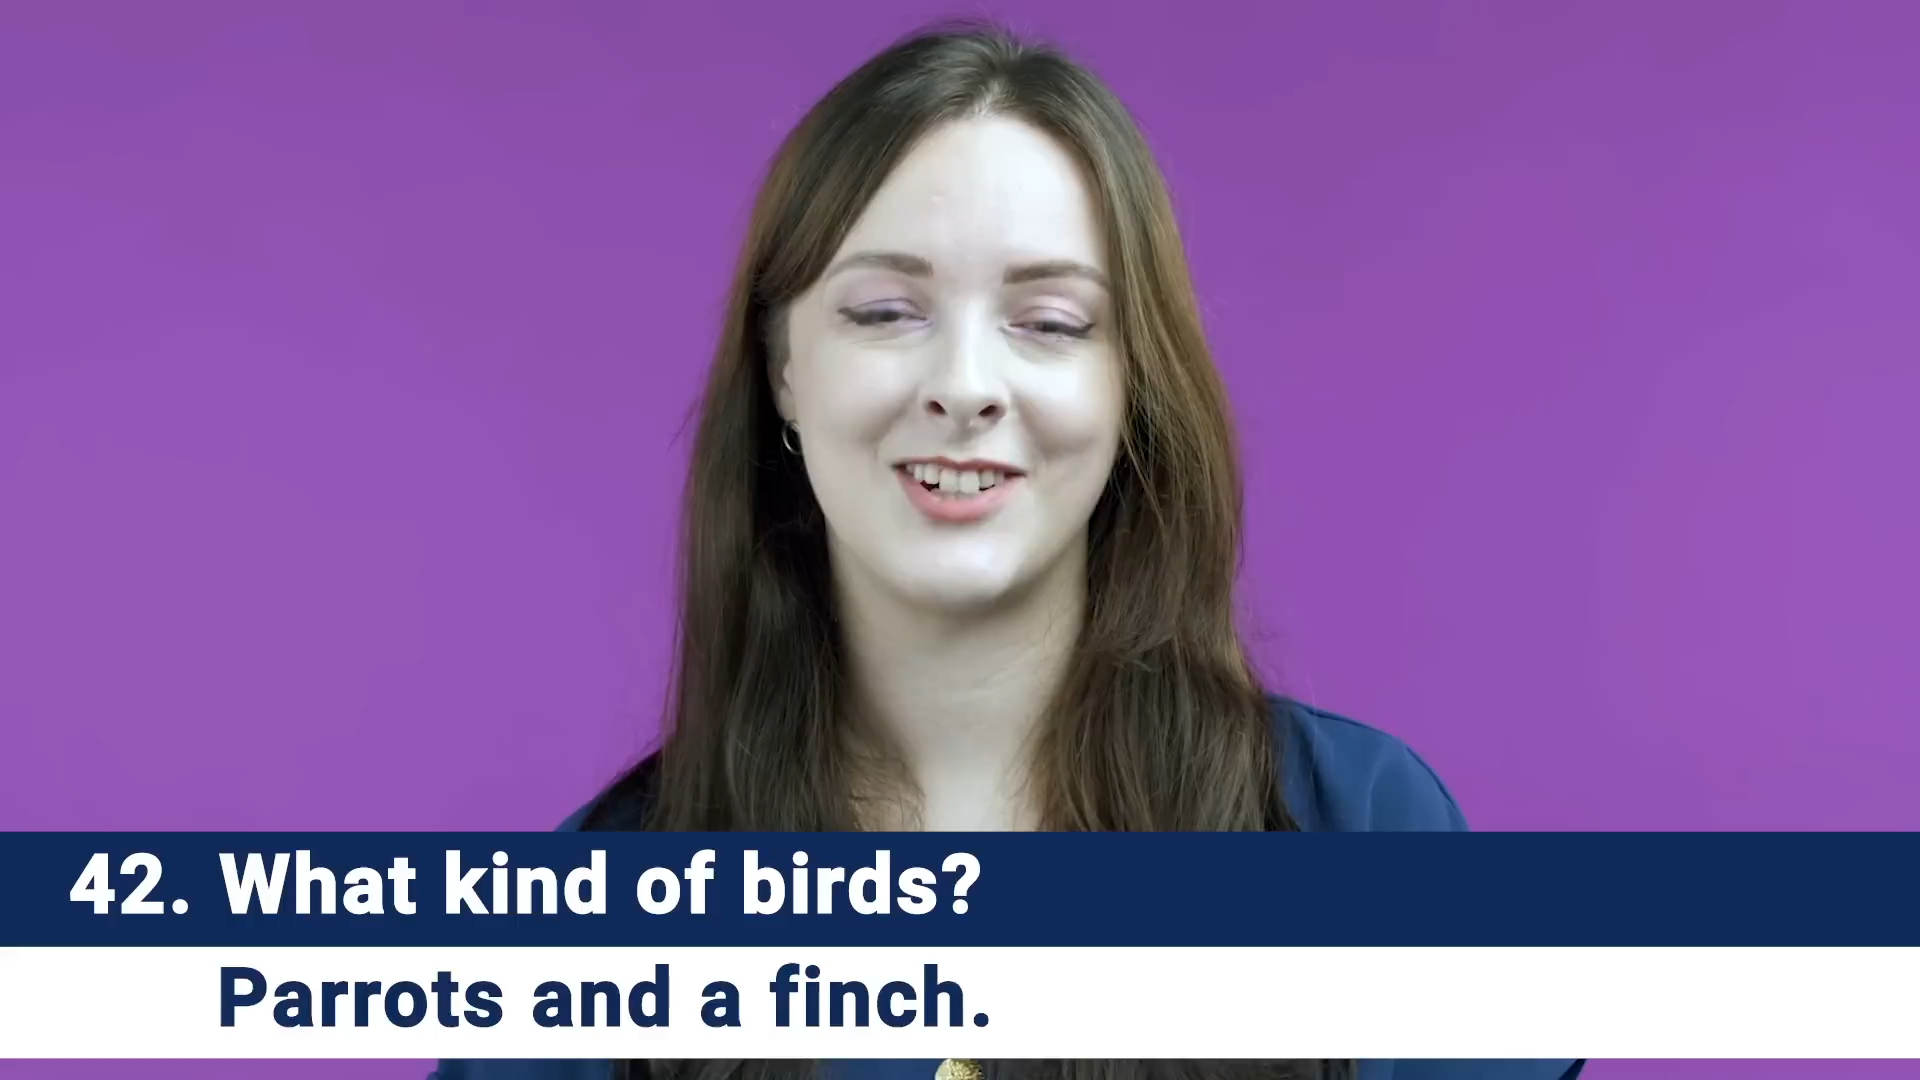 42. What kind of birds?
Parrots and a finch.